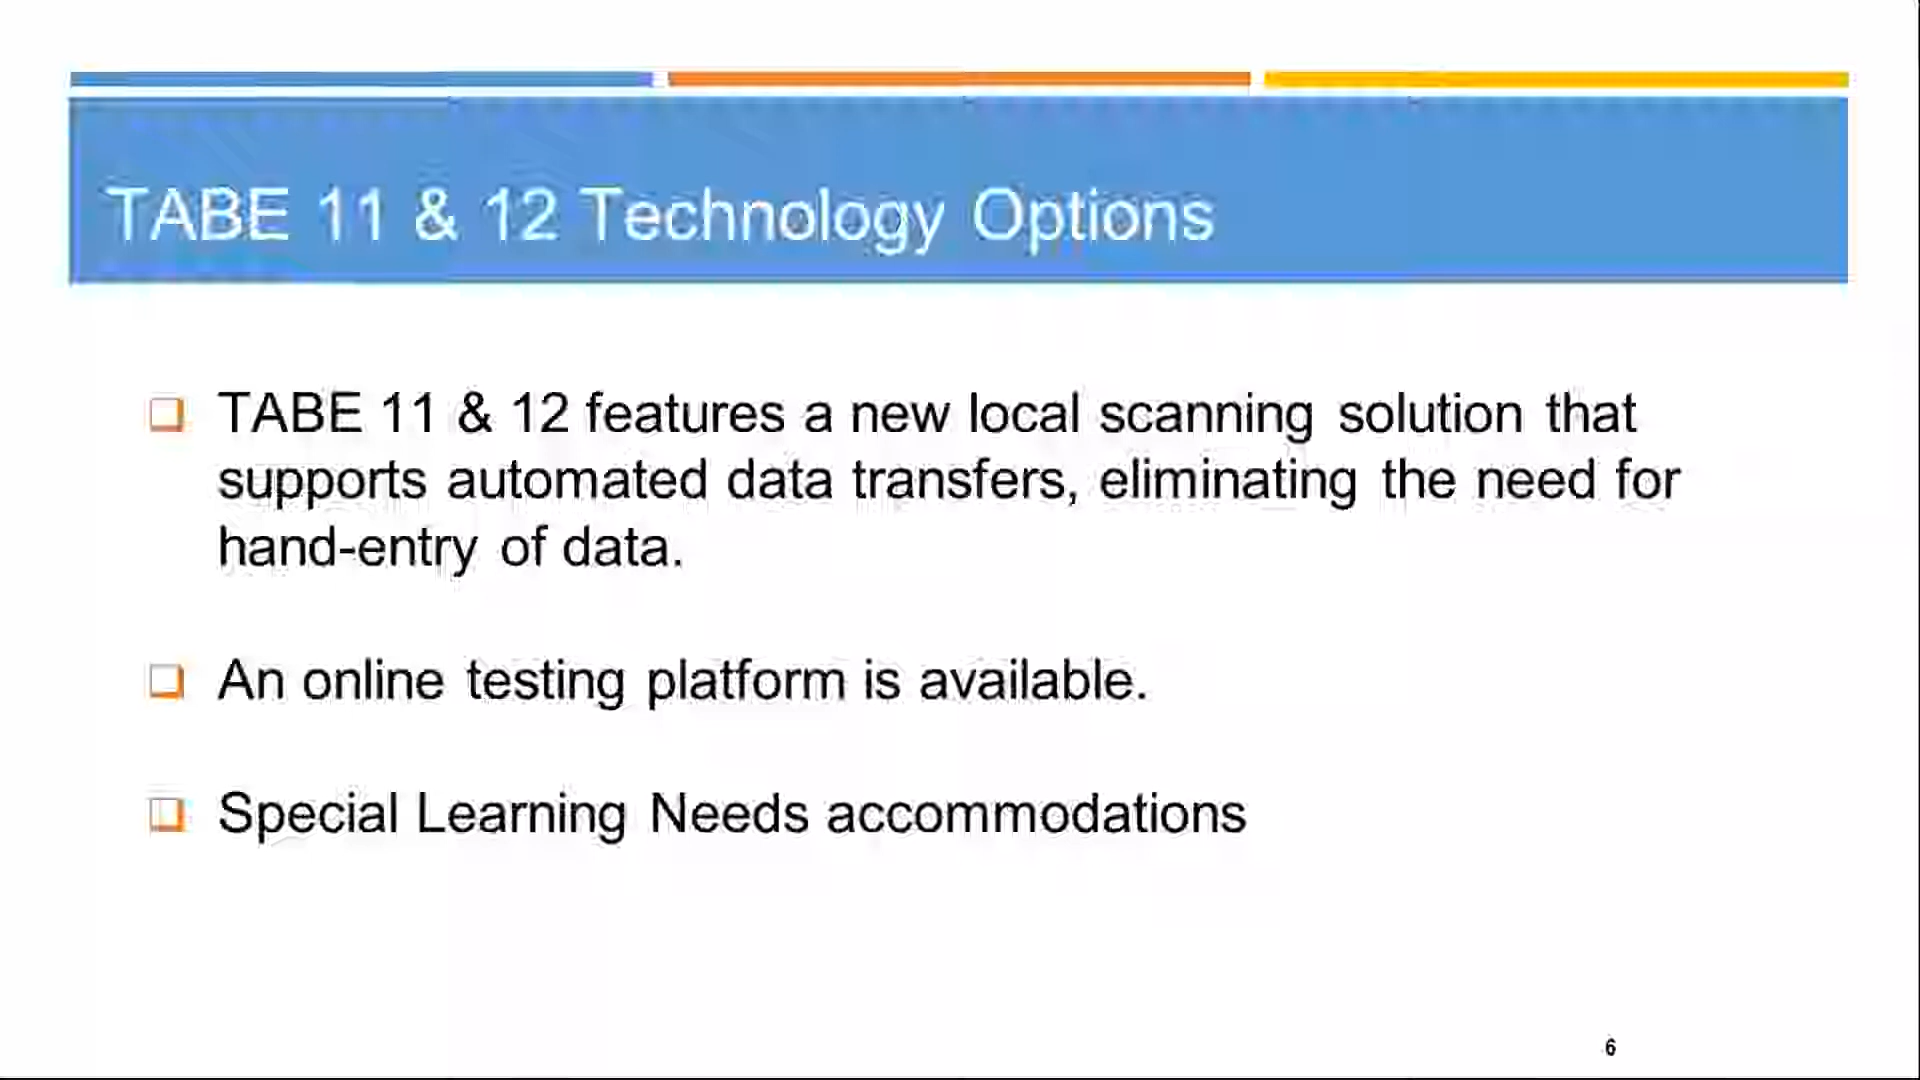 TABE 11 & 12 Technology Options
TABE 11 & 12 features a new local scanning solution that
supports automated data transfers, eliminating the need for
hand-entry of data.
An online testing platform is available.
Special Learning Needs accommodations
6